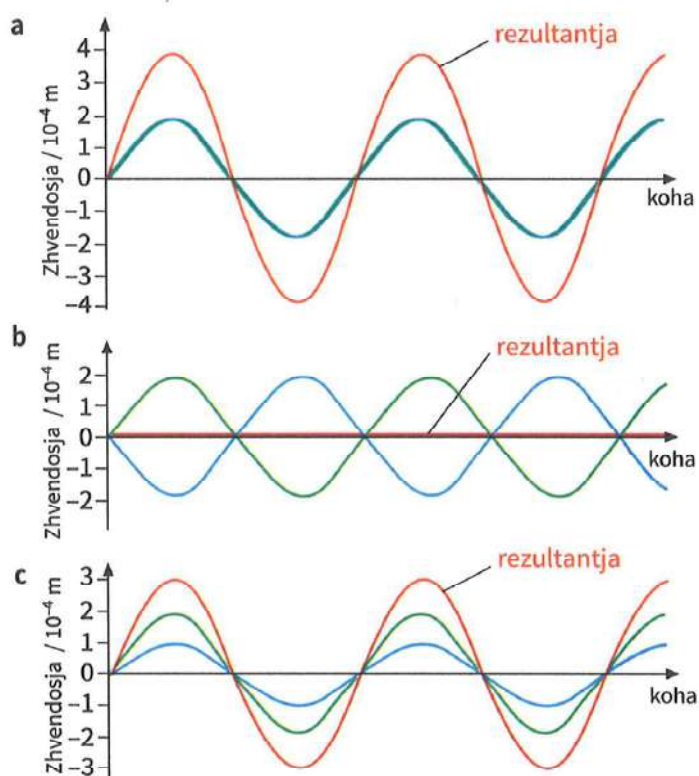 a
rezultantja
Zhvendosja / 10⁻⁴ m
4
3
2
1
0
–1
–2
–3
–4
koha
b
rezultantja
Zhvendosja / 10⁻⁴ m
2
1
0
–1
–2
koha
c
rezultantja
Zhvendosja / 10⁻⁴ m
3
2
1
0
–1
–2
–3
koha